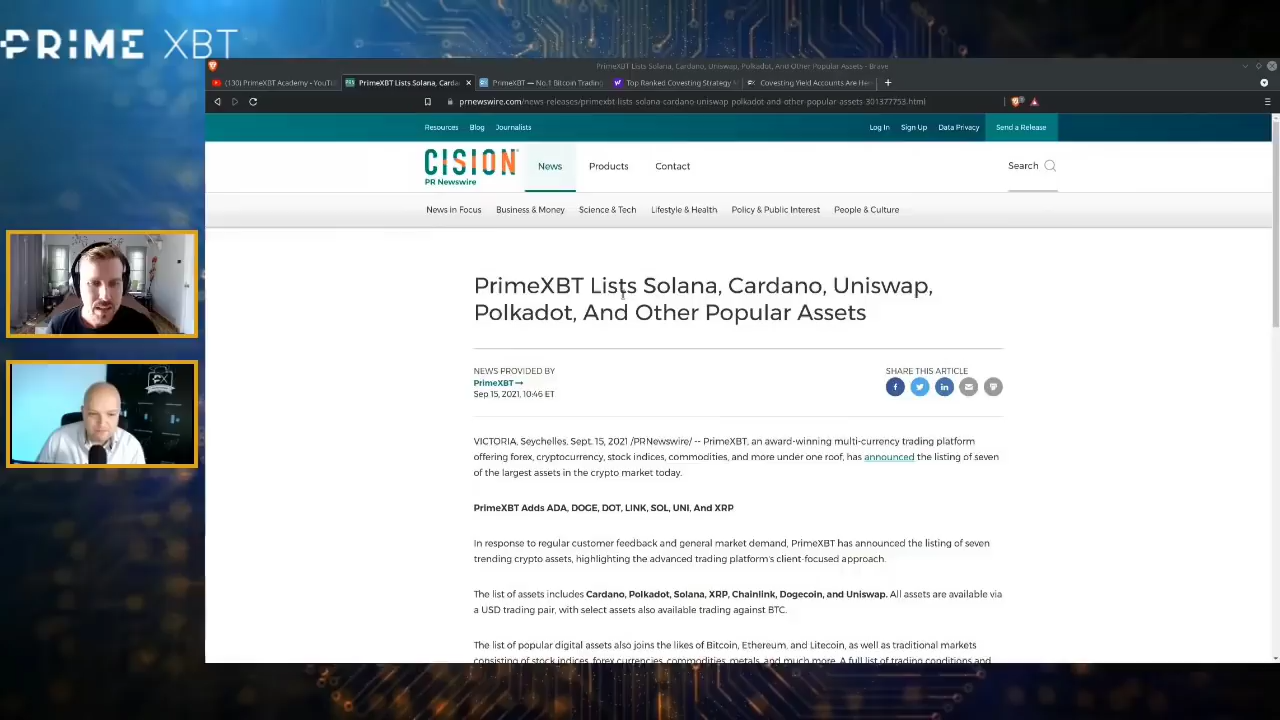 PRIME XBT
PrimeXBT Lists Solana, Cardano, Uniswap, Polkadot, And Other Popular Assets - Brave
(130) PrimeXBT Academy - YouTu
PrimeXBT Lists Solana, Carda
PrimeXBT — No.1 Bitcoin Trading
Top Ranked Covesting Strategy
Covesting Yield Accounts Are He
prnewswire.com/news-releases/primexbt-lists-solana-cardano-uniswap-polkadot-and-other-popular-assets-301377753.html
Resources Blog Journalists Log In Sign Up Data Privacy Send a Release
CISION
PR Newswire
News Products Contact Search
News in Focus Business & Money Science & Tech Lifestyle & Health Policy & Public Interest People & Culture
PrimeXBT Lists Solana, Cardano, Uniswap,
Polkadot, And Other Popular Assets
NEWS PROVIDED BY
PrimeXBT
Sep 15, 2021, 10:46 ET
SHARE THIS ARTICLE
VICTORIA, Seychelles, Sept. 15, 2021 /PRNewswire/ -- PrimeXBT, an award-winning multi-currency trading platform
offering forex, cryptocurrency, stock indices, commodities, and more under one roof, has announced the listing of seven
of the largest assets in the crypto market today.
PrimeXBT Adds ADA, DOGE, DOT, LINK, SOL, UNI, And XRP
In response to regular customer feedback and general market demand, PrimeXBT has announced the listing of seven
trending crypto assets, highlighting the advanced trading platform's client-focused approach.
The list of assets includes Cardano, Polkadot, Solana, XRP, Chainlink, Dogecoin, and Uniswap. All assets are available via
a USD trading pair, with select assets also available trading against BTC.
The list of popular digital assets also joins the likes of Bitcoin, Ethereum, and Litecoin, as well as traditional markets
consisting of stock indices, forex currencies, commodities, metals, and much more. A full list of trading conditions and